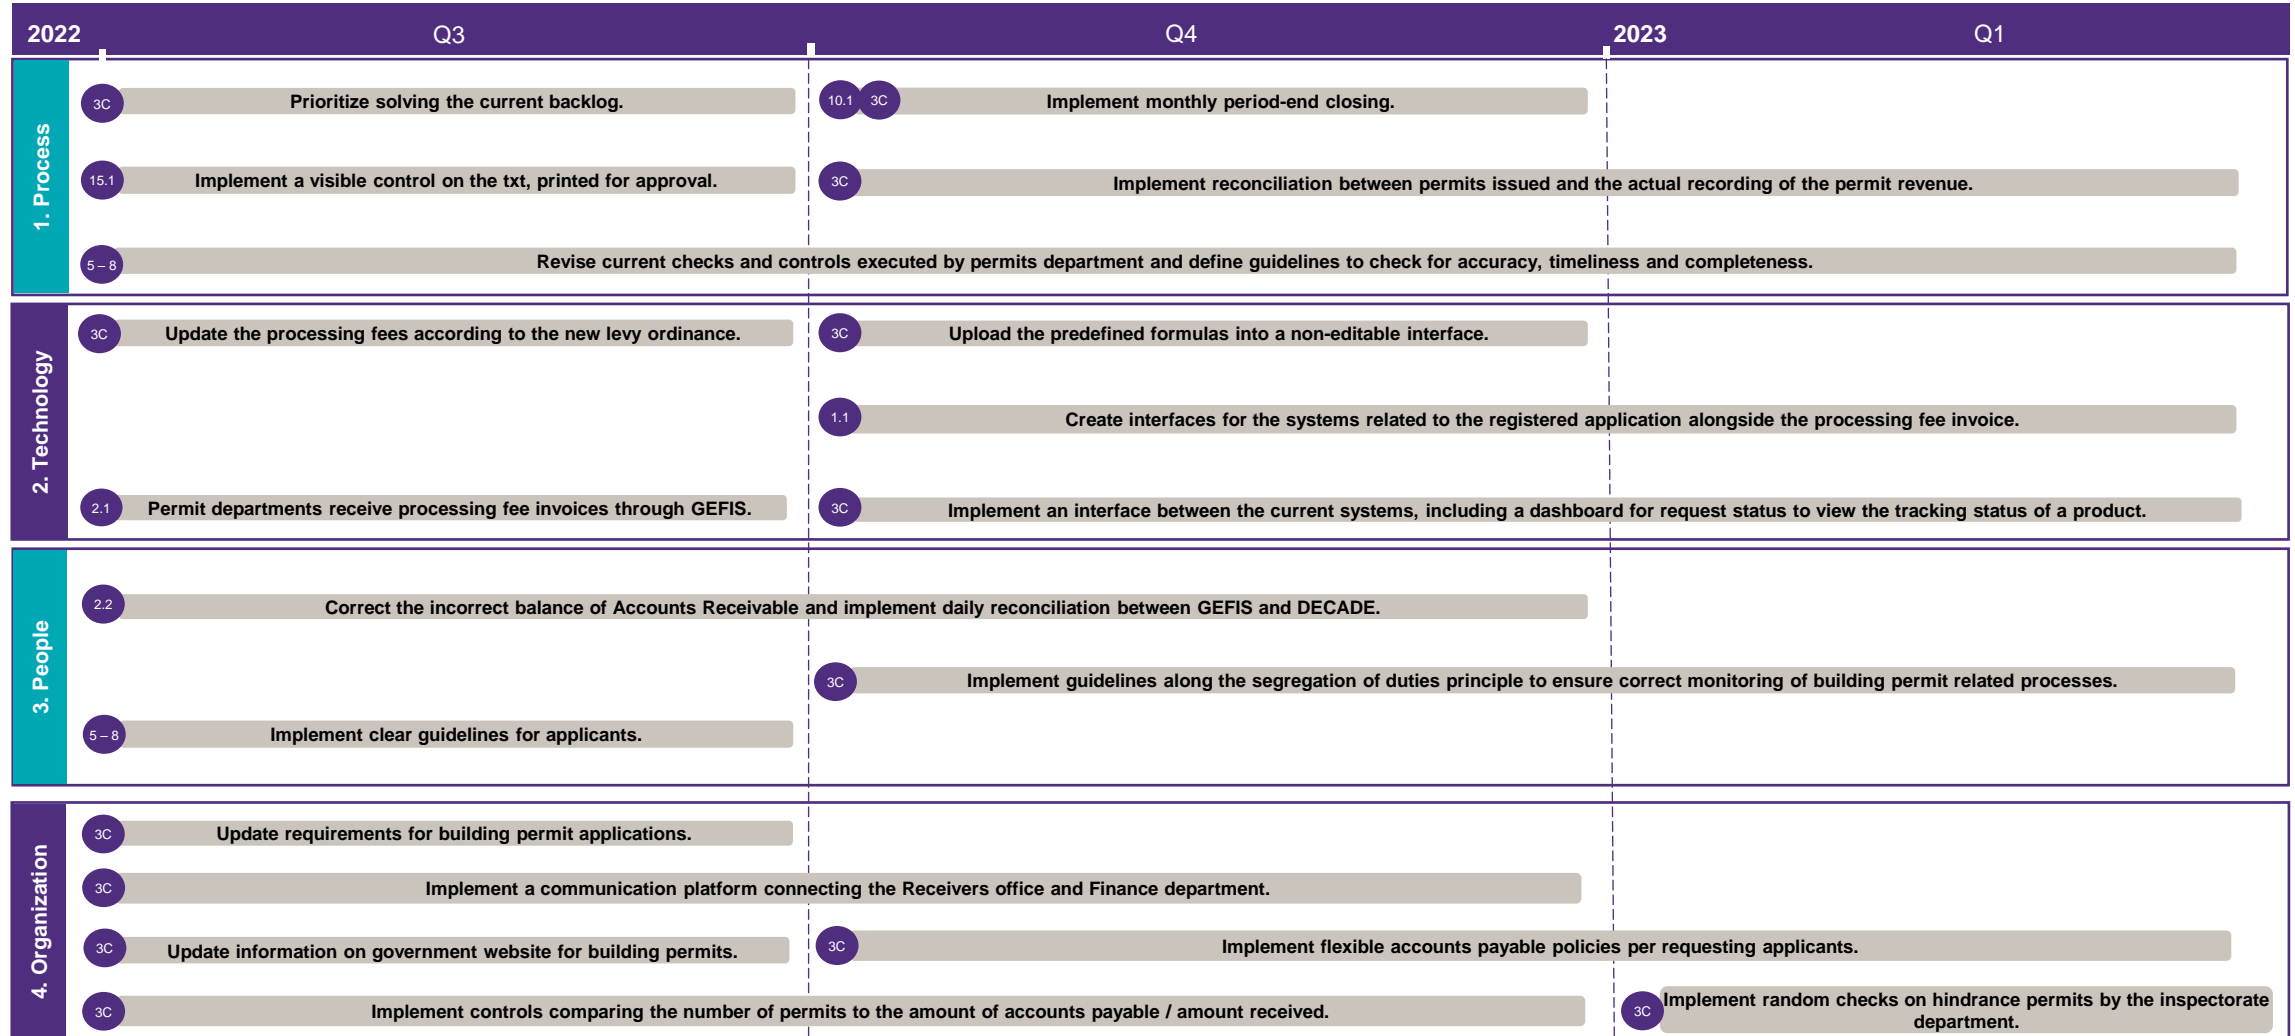 2022 Q3 Q4 2023 Q1
1. Process
3C Prioritize solving the current backlog.
10.1 3C Implement monthly period-end closing.
15.1 Implement a visible control on the txt, printed for approval.
3C Implement reconciliation between permits issued and the actual recording of the permit revenue.
5 – 8 Revise current checks and controls executed by permits department and define guidelines to check for accuracy, timeliness and completeness.
2. Technology
3C Update the processing fees according to the new levy ordinance.
3C Upload the predefined formulas into a non-editable interface.
1.1 Create interfaces for the systems related to the registered application alongside the processing fee invoice.
2.1 Permit departments receive processing fee invoices through GEFIS.
3C Implement an interface between the current systems, including a dashboard for request status to view the tracking status of a product.
3. People
2.2 Correct the incorrect balance of Accounts Receivable and implement daily reconciliation between GEFIS and DECADE.
3C Implement guidelines along the segregation of duties principle to ensure correct monitoring of building permit related processes.
5 – 8 Implement clear guidelines for applicants.
4. Organization
3C Update requirements for building permit applications.
3C Implement a communication platform connecting the Receivers office and Finance department.
3C Update information on government website for building permits.
3C Implement flexible accounts payable policies per requesting applicants.
3C Implement controls comparing the number of permits to the amount of accounts payable / amount received.
3C Implement random checks on hindrance permits by the inspectorate
department.